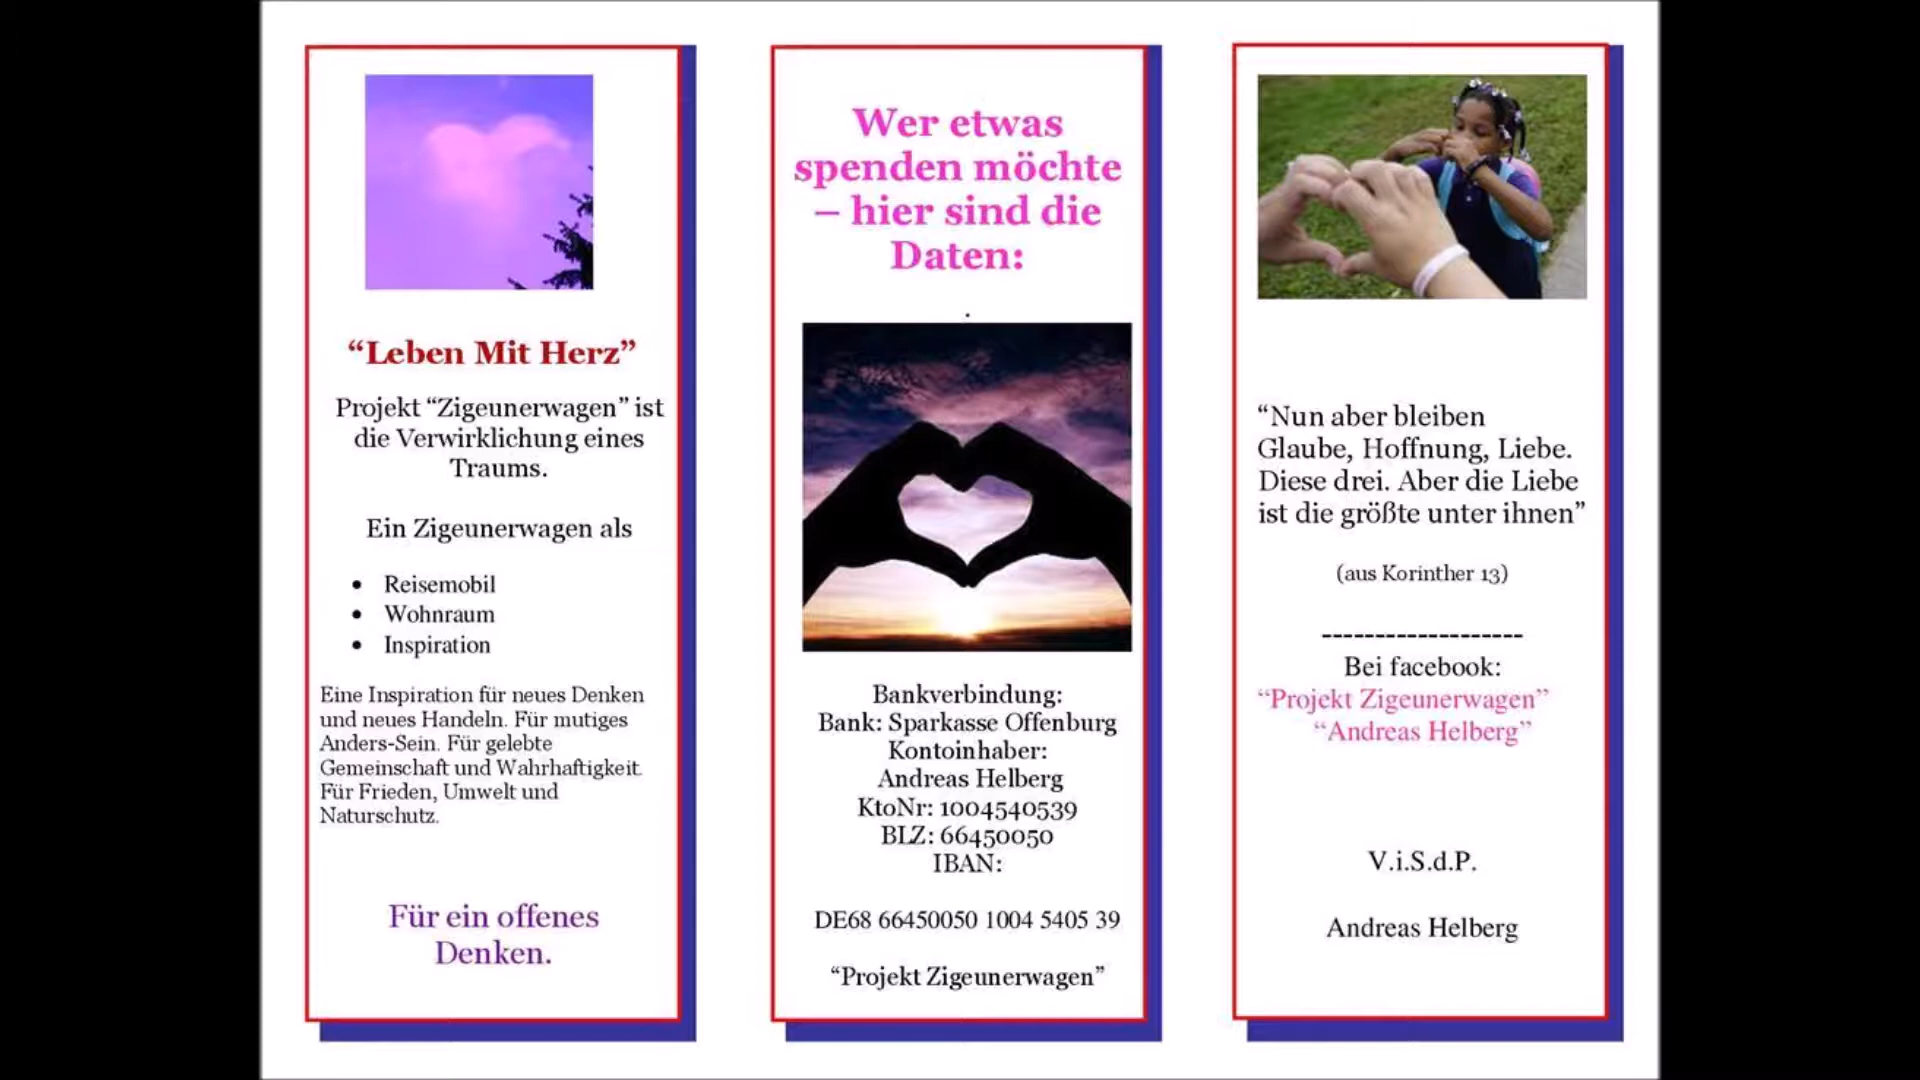 “Leben Mit Herz”
Projekt “Zigeunerwagen” ist
die Verwirklichung eines
Traums.
Ein Zigeunerwagen als
• Reisemobil
• Wohnraum
• Inspiration
Eine Inspiration für neues Denken
und neues Handeln. Für mutiges
Anders-Sein. Für gelebte
Gemeinschaft und Wahrhaftigkeit.
Für Frieden, Umwelt und
Naturschutz.
Für ein offenes
Denken.
Wer etwas
spenden möchte
– hier sind die
Daten:
.
Bankverbindung:
Bank: Sparkasse Offenburg
Kontoinhaber:
Andreas Helberg
KtoNr: 1004540539
BLZ: 66450050
IBAN:
DE68 66450050 1004 5405 39
“Projekt Zigeunerwagen”
“Nun aber bleiben
Glaube, Hoffnung, Liebe.
Diese drei. Aber die Liebe
ist die größte unter ihnen”
(aus Korinther 13)
-------------------
Bei facebook:
“Projekt Zigeunerwagen”
“Andreas Helberg”
V.i.S.d.P.
Andreas Helberg